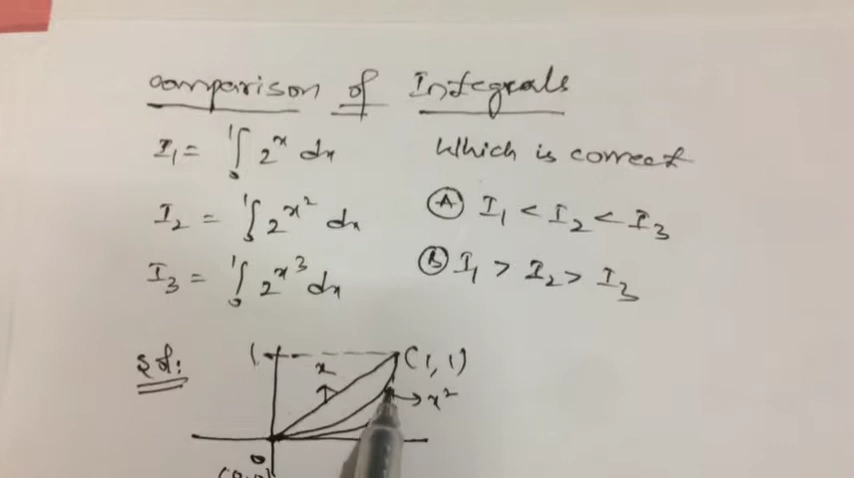 comparison of Integrals
I₁ = ∫₀¹ 2^x dx Which is correct
I₂ = ∫₀¹ 2^x² dx Ⓐ I₁ < I₂ < I₃
I₃ = ∫₀¹ 2^x³ dx Ⓑ I₁ > I₂ > I₃
Sol:
1 (1, 1)
x
→ x²
0